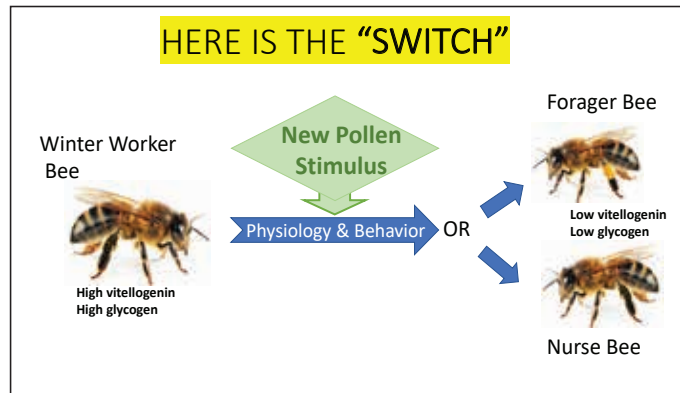 HERE IS THE “SWITCH”
Winter Worker
Bee
High vitellogenin
High glycogen
New Pollen
Stimulus
Physiology & Behavior
OR
Forager Bee
Low vitellogenin
Low glycogen
Nurse Bee